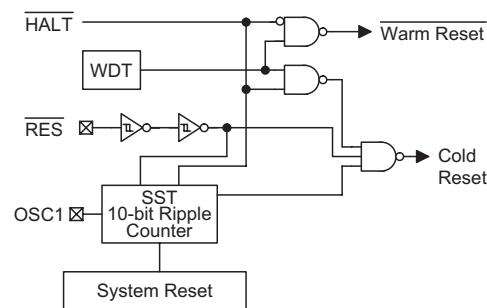 HALT
Warm Reset
WDT
RES
Cold
Reset
SST
OSC1
10-bit Ripple
Counter
System Reset